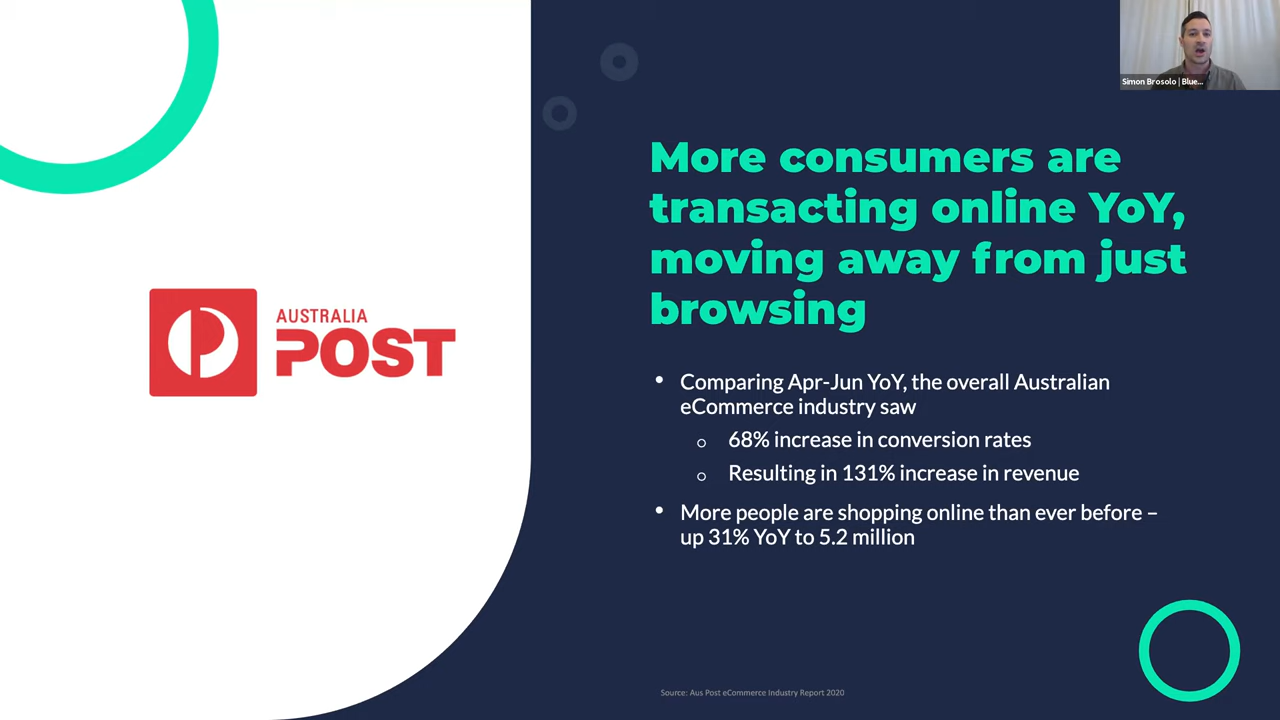 Simon Brosolo | Blue...
AUSTRALIA
POST
More consumers are
transacting online YoY,
moving away from just
browsing
• Comparing Apr-Jun YoY, the overall Australian
eCommerce industry saw
o 68% increase in conversion rates
o Resulting in 131% increase in revenue
• More people are shopping online than ever before –
up 31% YoY to 5.2 million
Source: Aus Post eCommerce Industry Report 2020